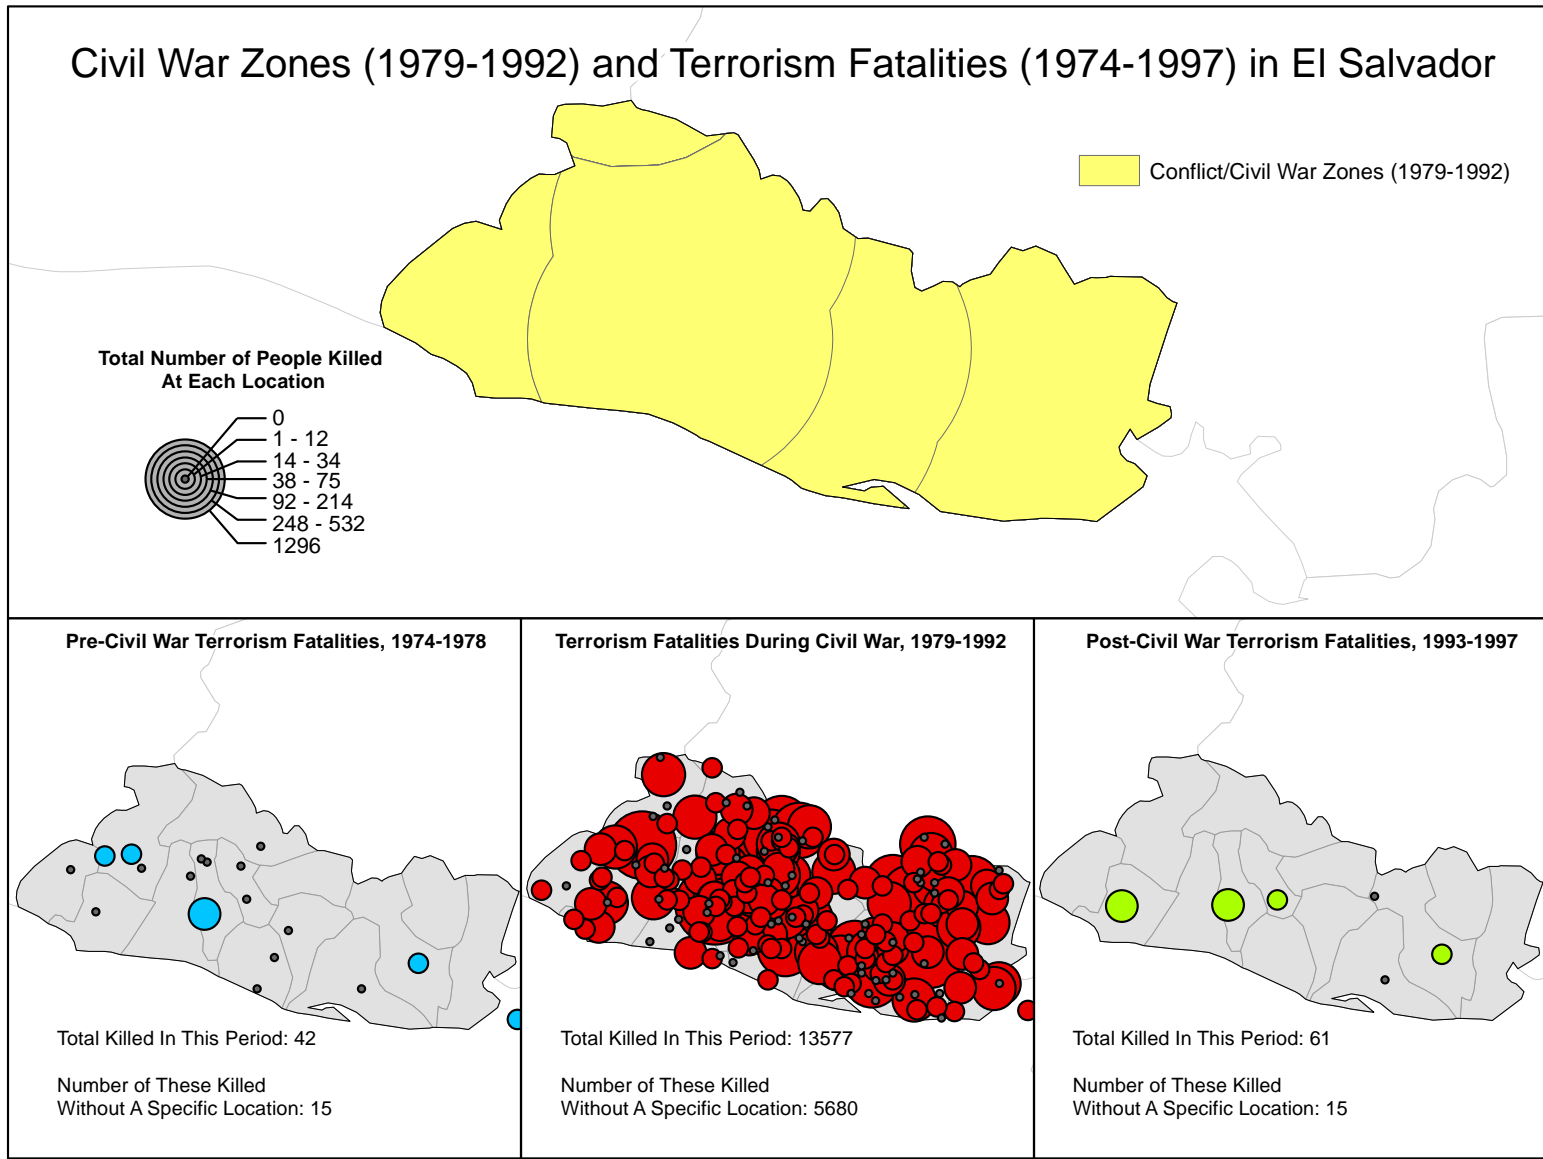 Civil War Zones (1979-1992) and Terrorism Fatalities (1974-1997) in El Salvador
Conflict/Civil War Zones (1979-1992)
Total Number of People Killed
At Each Location
0
1 - 12
14 - 34
38 - 75
92 - 214
248 - 532
1296
Pre-Civil War Terrorism Fatalities, 1974-1978
Total Killed In This Period: 42
Number of These Killed
Without A Specific Location: 15
Terrorism Fatalities During Civil War, 1979-1992
Total Killed In This Period: 13577
Number of These Killed
Without A Specific Location: 5680
Post-Civil War Terrorism Fatalities, 1993-1997
Total Killed In This Period: 61
Number of These Killed
Without A Specific Location: 15